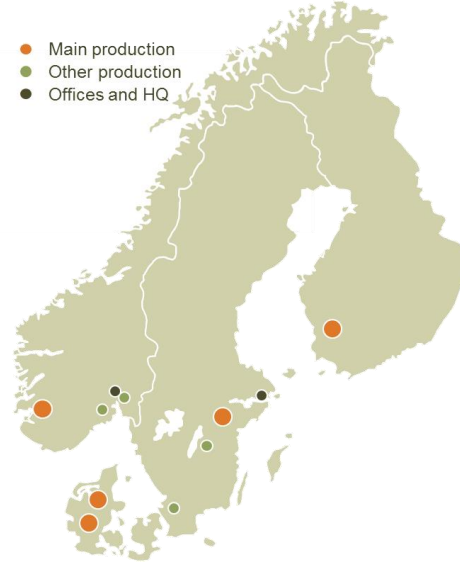 Main production
Other production
Offices and HQ